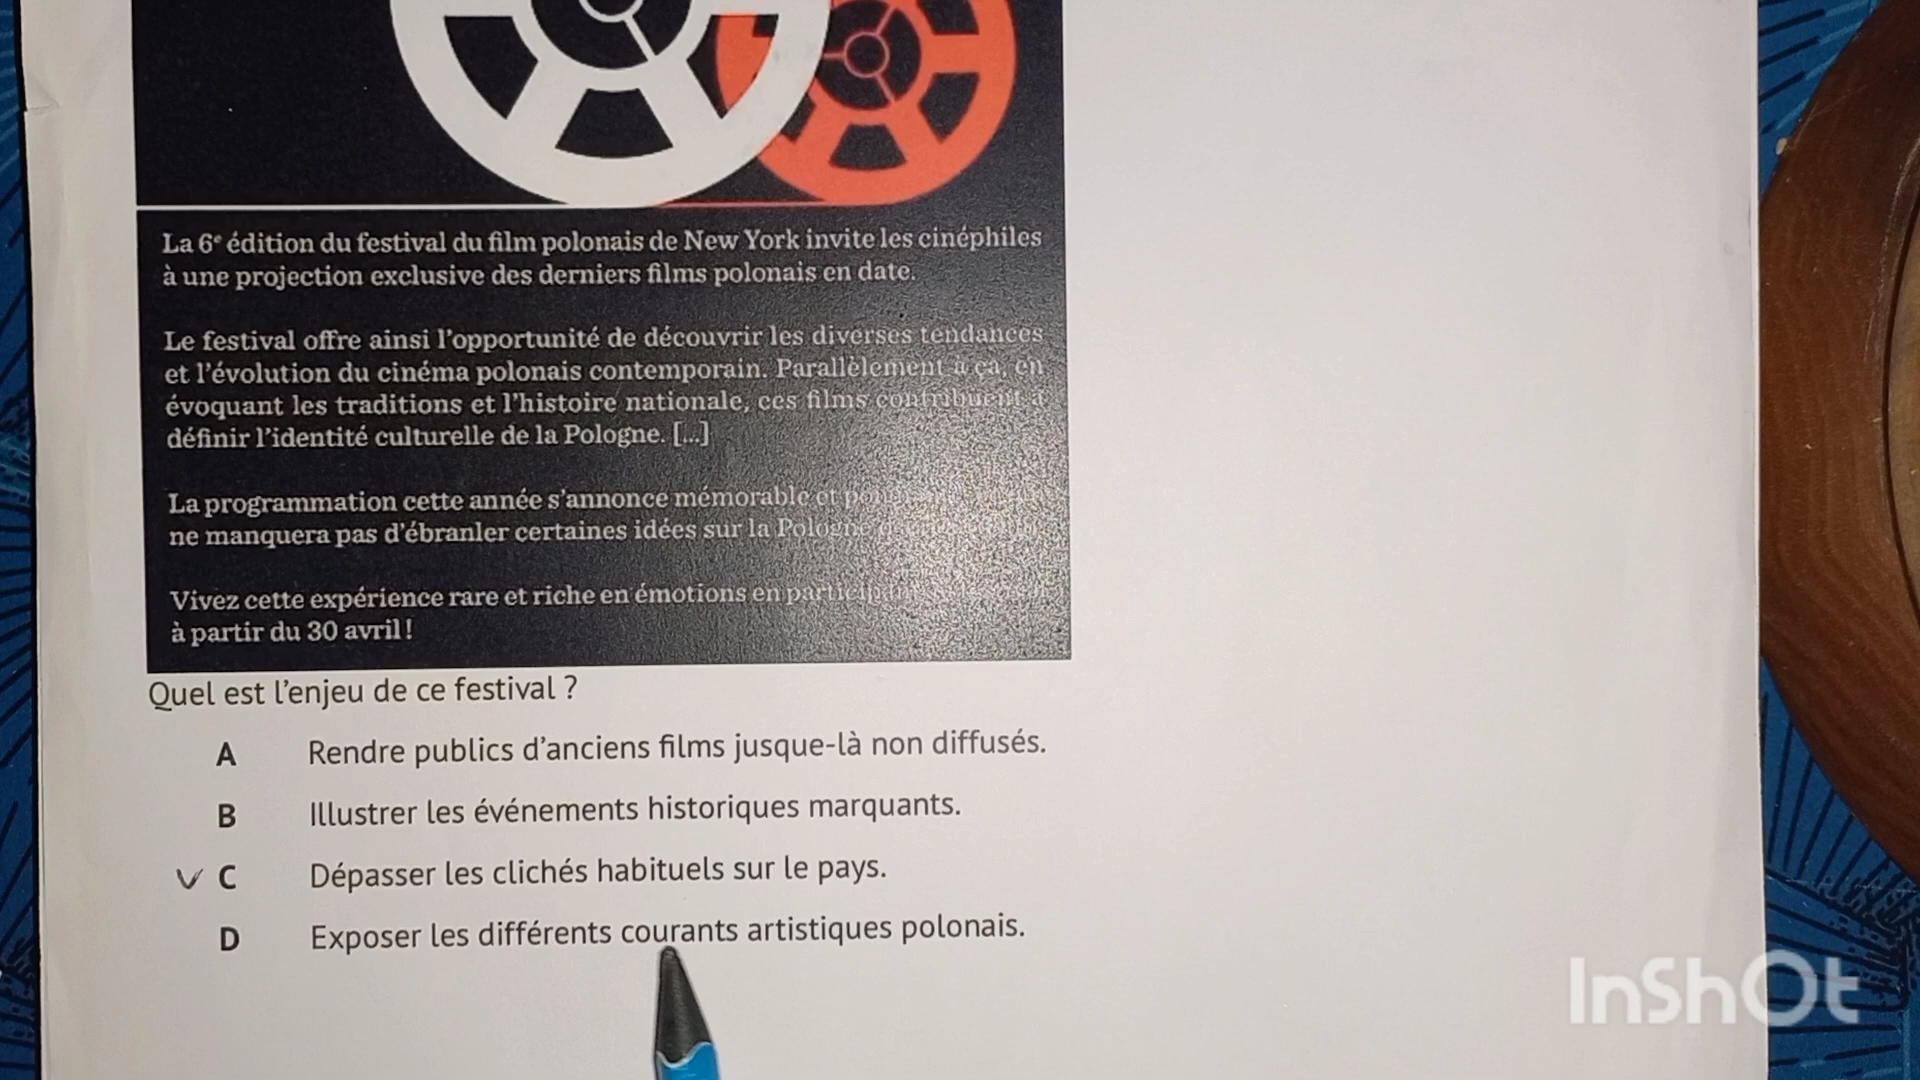 La 6e édition du festival du film polonais de New York invite les cinéphiles
à une projection exclusive des derniers films polonais en date.
Le festival offre ainsi l'opportunité de découvrir les diverses tendances
et l'évolution du cinéma polonais contemporain. Parallèlement à ça, en
évoquant les traditions et l'histoire nationale, ces films contribuent à
définir l'identité culturelle de la Pologne. [...]
La programmation cette année s'annonce mémorable et
ne manquera pas d'ébranler certaines idées sur la Pologne
Vivez cette expérience rare et riche en émotions en
à partir du 30 avril !
Quel est l'enjeu de ce festival ?
A Rendre publics d'anciens films jusque-là non diffusés.
B Illustrer les événements historiques marquants.
C Dépasser les clichés habituels sur le pays.
D Exposer les différents courants artistiques polonais.
InShOt